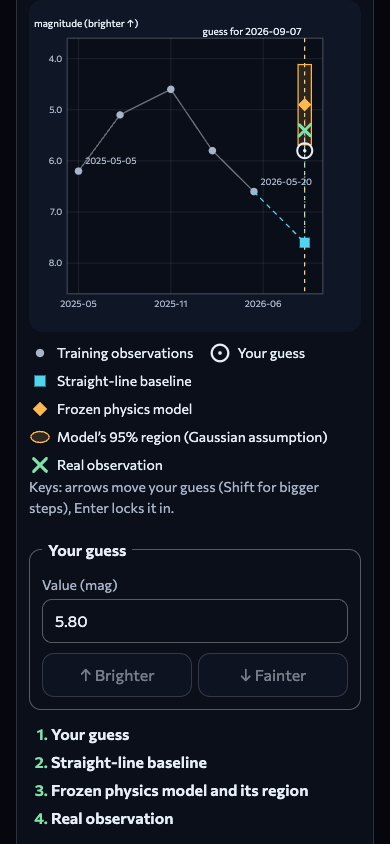 magnitude (brighter ↑)
guess for 2026-09-07
4.0
5.0
6.0
2025-05-05
2026-05-20
7.0
8.0
2025-05
2025-11
2026-06
Training observations
Your guess
Straight-line baseline
Frozen physics model
Model's 95% region (Gaussian assumption)
Real observation
Keys: arrows move your guess (Shift for bigger
steps), Enter locks it in.
Your guess
Value (mag)
5.80
↑ Brighter
↓ Fainter
1. Your guess
2. Straight-line baseline
3. Frozen physics model and its region
4. Real observation